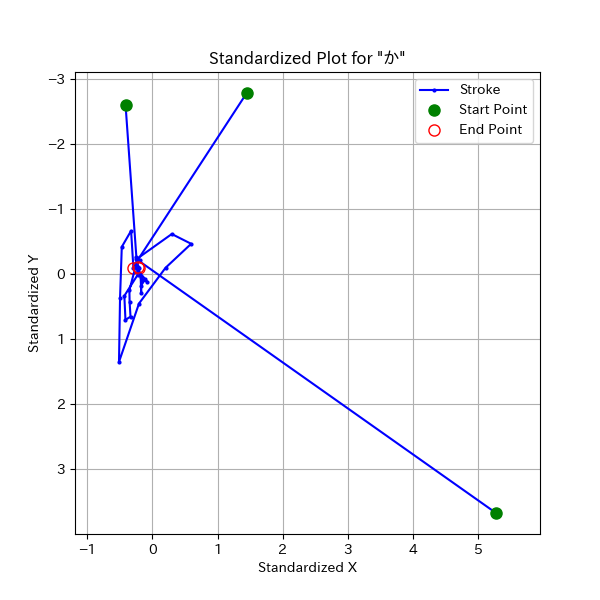 Standardized Plot for "か"
Stroke
Start Point
End Point
−3
−2
−1
0
1
2
3
Standardized Y
−1 0 1 2 3 4 5
Standardized X